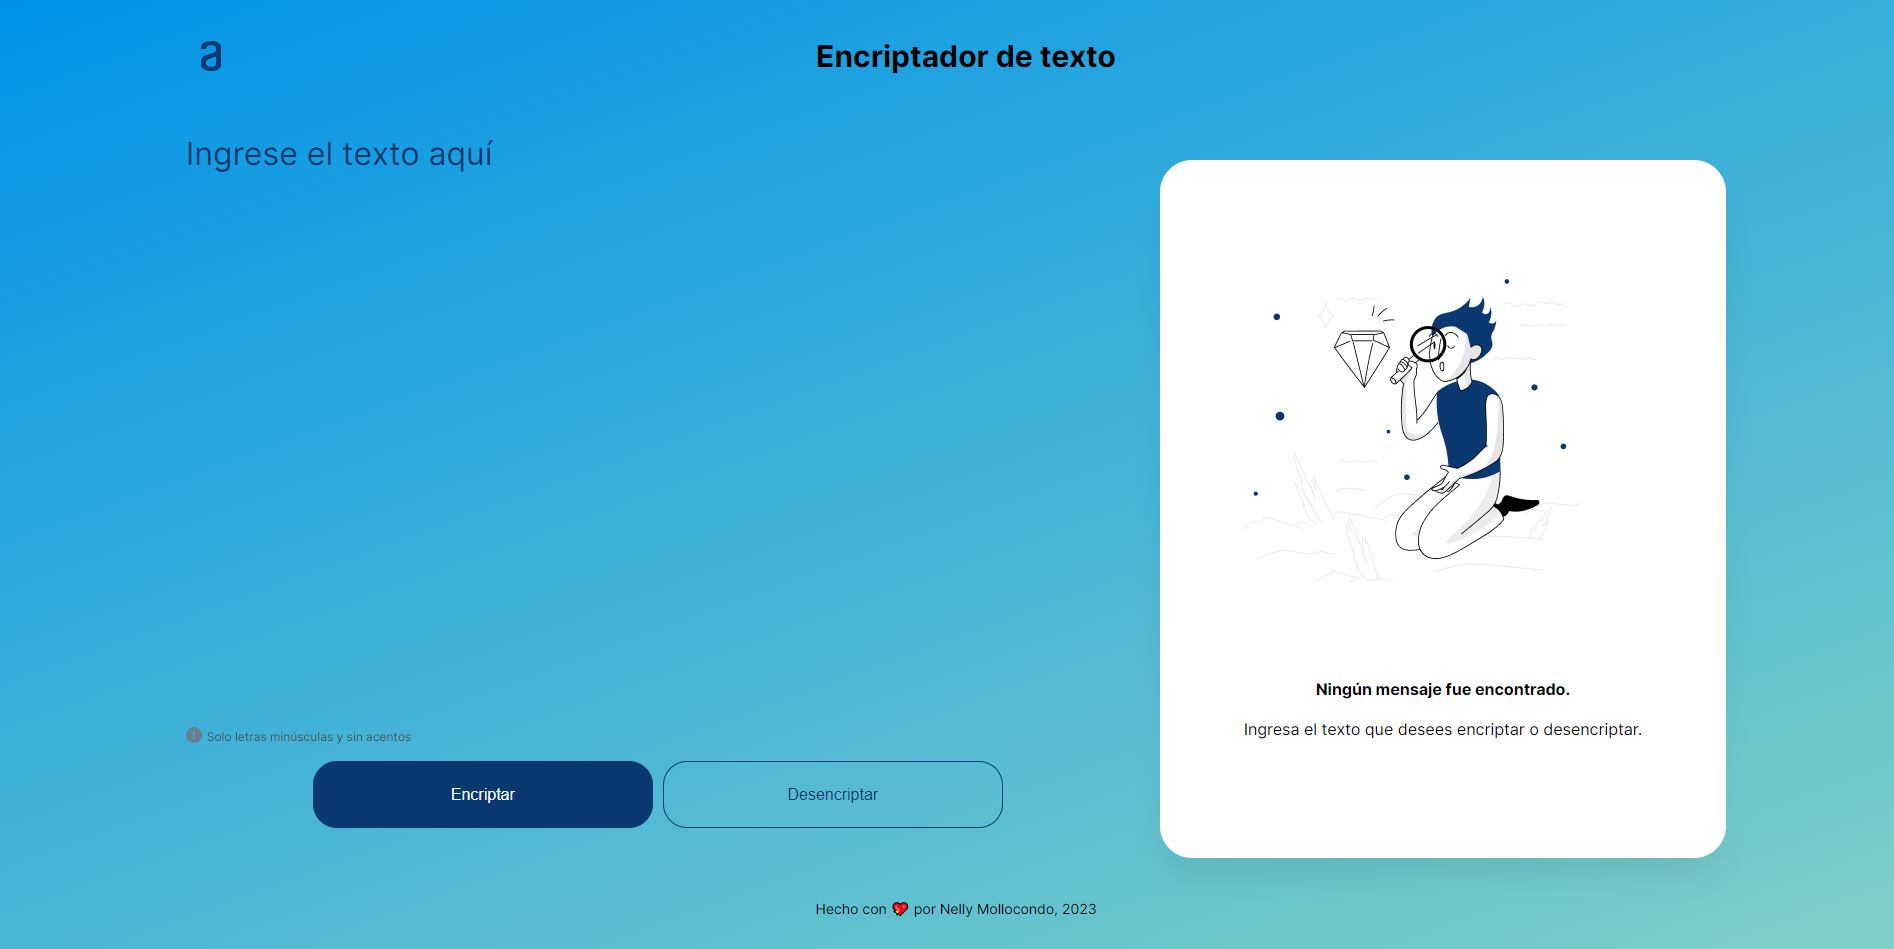 a
Encriptador de texto
Ingrese el texto aquí
Ningún mensaje fue encontrado.
Ingresa el texto que desees encriptar o desencriptar.
Solo letras minúsculas y sin acentos
Encriptar
Desencriptar
Hecho con ❤ por Nelly Mollocondo, 2023